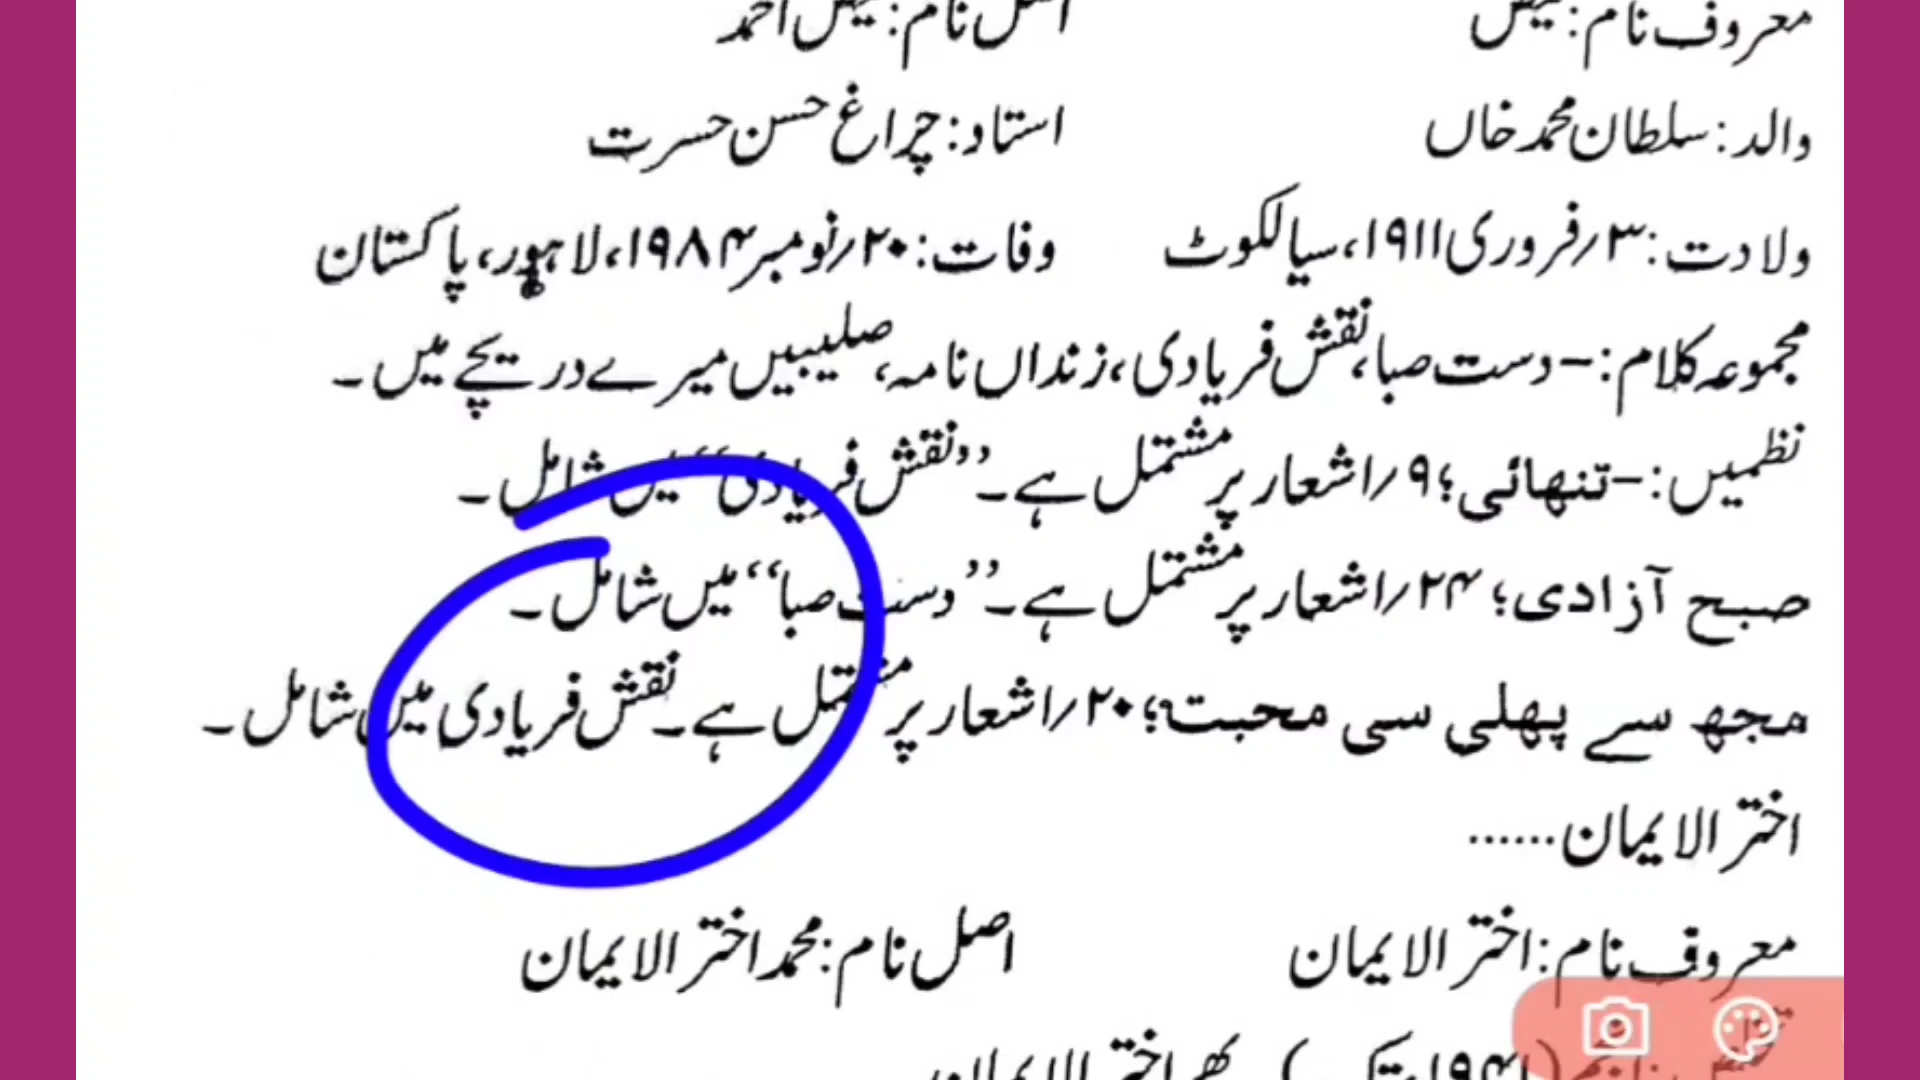 معروف نام: فیض اصل نام: فیض احمد
والد: سلطان محمد خاں استاد: چراغ حسن حسرت
ولادت: ۳/فروری ۱۹۱۱، سیالکوٹ وفات: ۲۰/نومبر ۱۹۸۴، لاہور، پاکستان
مجموعہ کلام:- دست صبا، نقش فریادی، زنداں نامہ، صلیبیں میرے دریچے میں۔
نظمیں:- تنہائی؛ ۹/اشعار پر مشتمل ہے۔ ’’نقش فریادی‘‘ میں شامل۔
صبح آزادی؛ ۲۴/اشعار پر مشتمل ہے۔ ’’دست صبا‘‘ میں شامل۔
مجھ سے پھلی سی محبت؛ ۲۰/اشعار پر مشتمل ہے۔ نقش فریادی میں شامل۔
اختر الایمان......
معروف نام: اختر الایمان اصل نام: محمد اختر الایمان